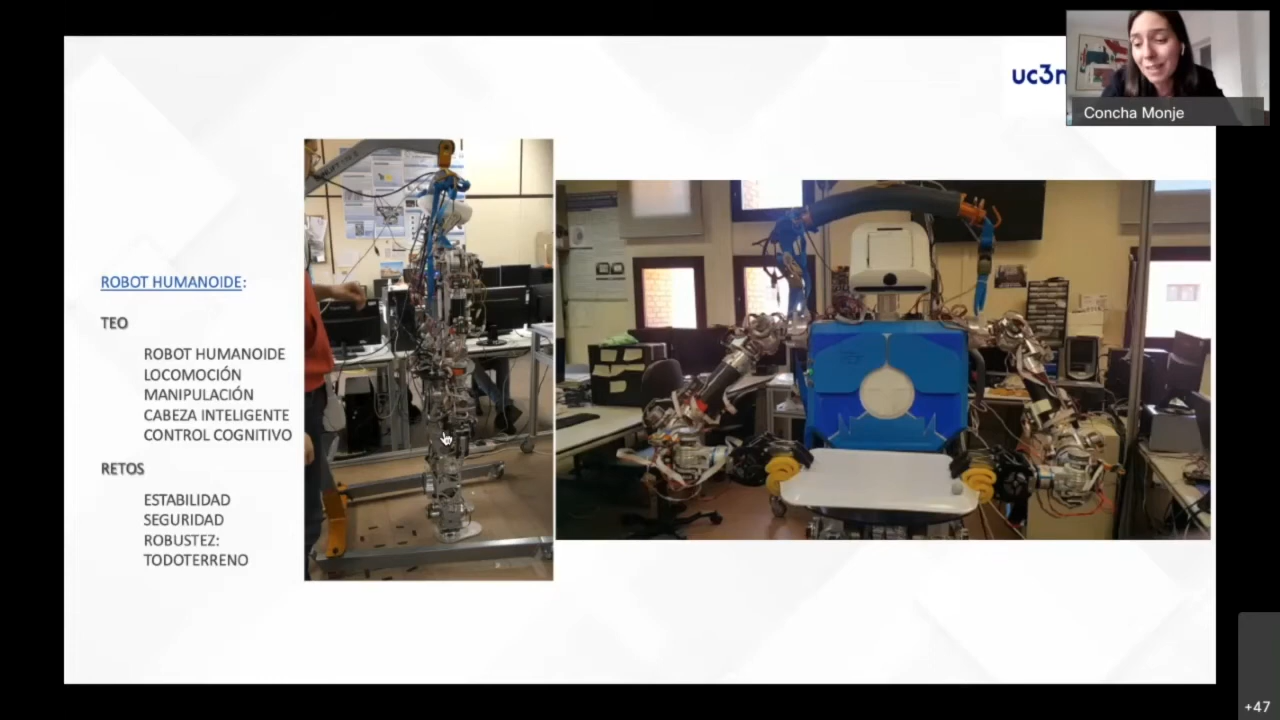 uc3m
Concha Monje
ROBOT HUMANOIDE:
TEO
ROBOT HUMANOIDE
LOCOMOCIÓN
MANIPULACIÓN
CABEZA INTELIGENTE
CONTROL COGNITIVO
RETOS
ESTABILIDAD
SEGURIDAD
ROBUSTEZ:
TODOTERRENO
+47